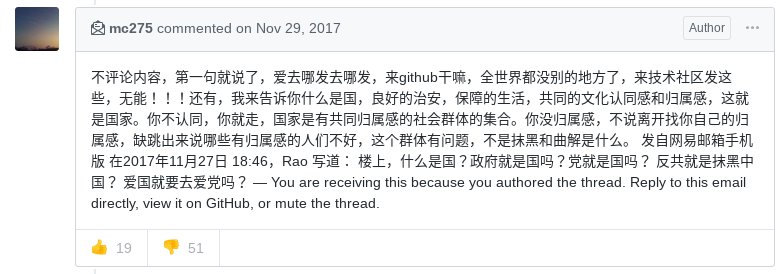 mc275 commented on Nov 29, 2017 Author
不评论内容，第一句就说了，爱去哪发去哪发，来github干嘛，全世界都没别的地方了，来技术社区发这
些，无能！！！还有，我来告诉你什么是国，良好的治安，保障的生活，共同的文化认同感和归属感，这就
是国家。你不认同，你就走，国家是有共同归属感的社会群体的集合。你没归属感，不说离开找你自己的归
属感，缺跳出来说哪些有归属感的人们不好，这个群体有问题，不是抹黑和曲解是什么。 发自网易邮箱手机
版 在2017年11月27日 18:46，Rao 写道： 楼上，什么是国？政府就是国吗？党就是国吗？ 反共就是抹黑中
国？ 爱国就要去爱党吗？ — You are receiving this because you authored the thread. Reply to this email
directly, view it on GitHub, or mute the thread.
👍 19 👎 51